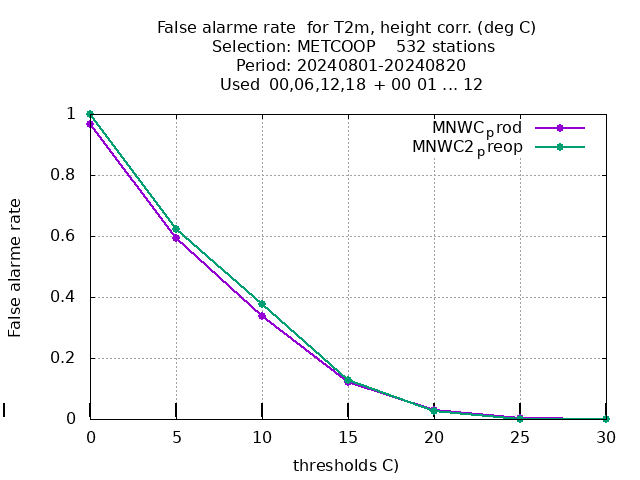 False alarme rate  for T2m, height corr. (deg C)
Selection: METCOOP    532 stations
Period: 20240801-20240820
Used 00,06,12,18 + 00 01 ... 12
MNWCprod
MNWC2preop
1
0.8
0.6
0.4
0.2
0
False alarme rate
0 5 10 15 20 25 30
thresholds C)